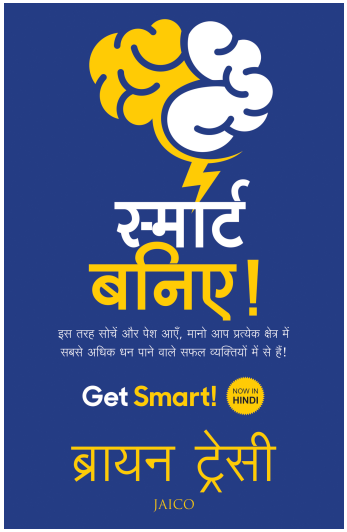 स्मार्ट
बनिए!
इस तरह सोचें और पेश आएँ, मानो आप प्रत्येक क्षेत्र में
सबसे अधिक धन पाने वाले सफल व्यक्तियों में से हैं!
Get Smart!
NOW IN
HINDI
ब्रायन ट्रेसी
JAICO